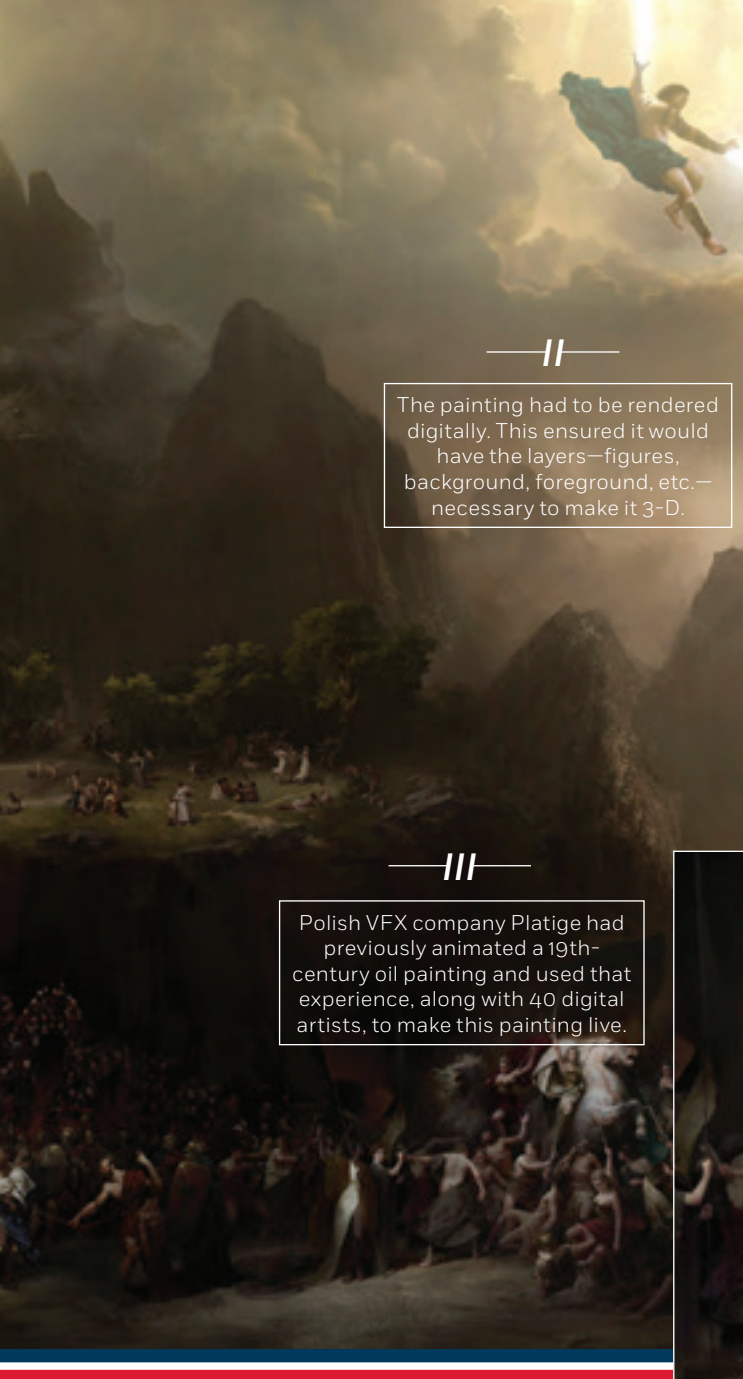 II
The painting had to be rendered
digitally. This ensured it would
have the layers—figures,
background, foreground, etc.—
necessary to make it 3-D.
III
Polish VFX company Platige had
previously animated a 19th-
century oil painting and used that
experience, along with 40 digital
artists, to make this painting live.